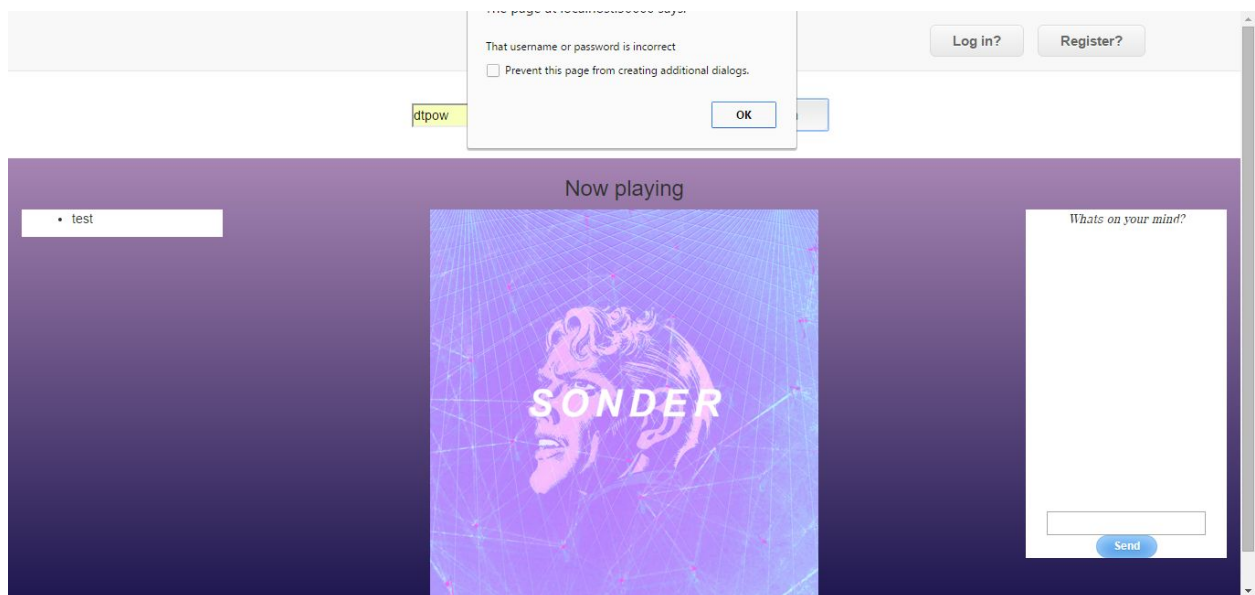 That username or password is incorrect
Log in?
Register?
Prevent this page from creating additional dialogs.
OK
dtpow
Now playing
test
Whats on your mind?
SONDER
Send